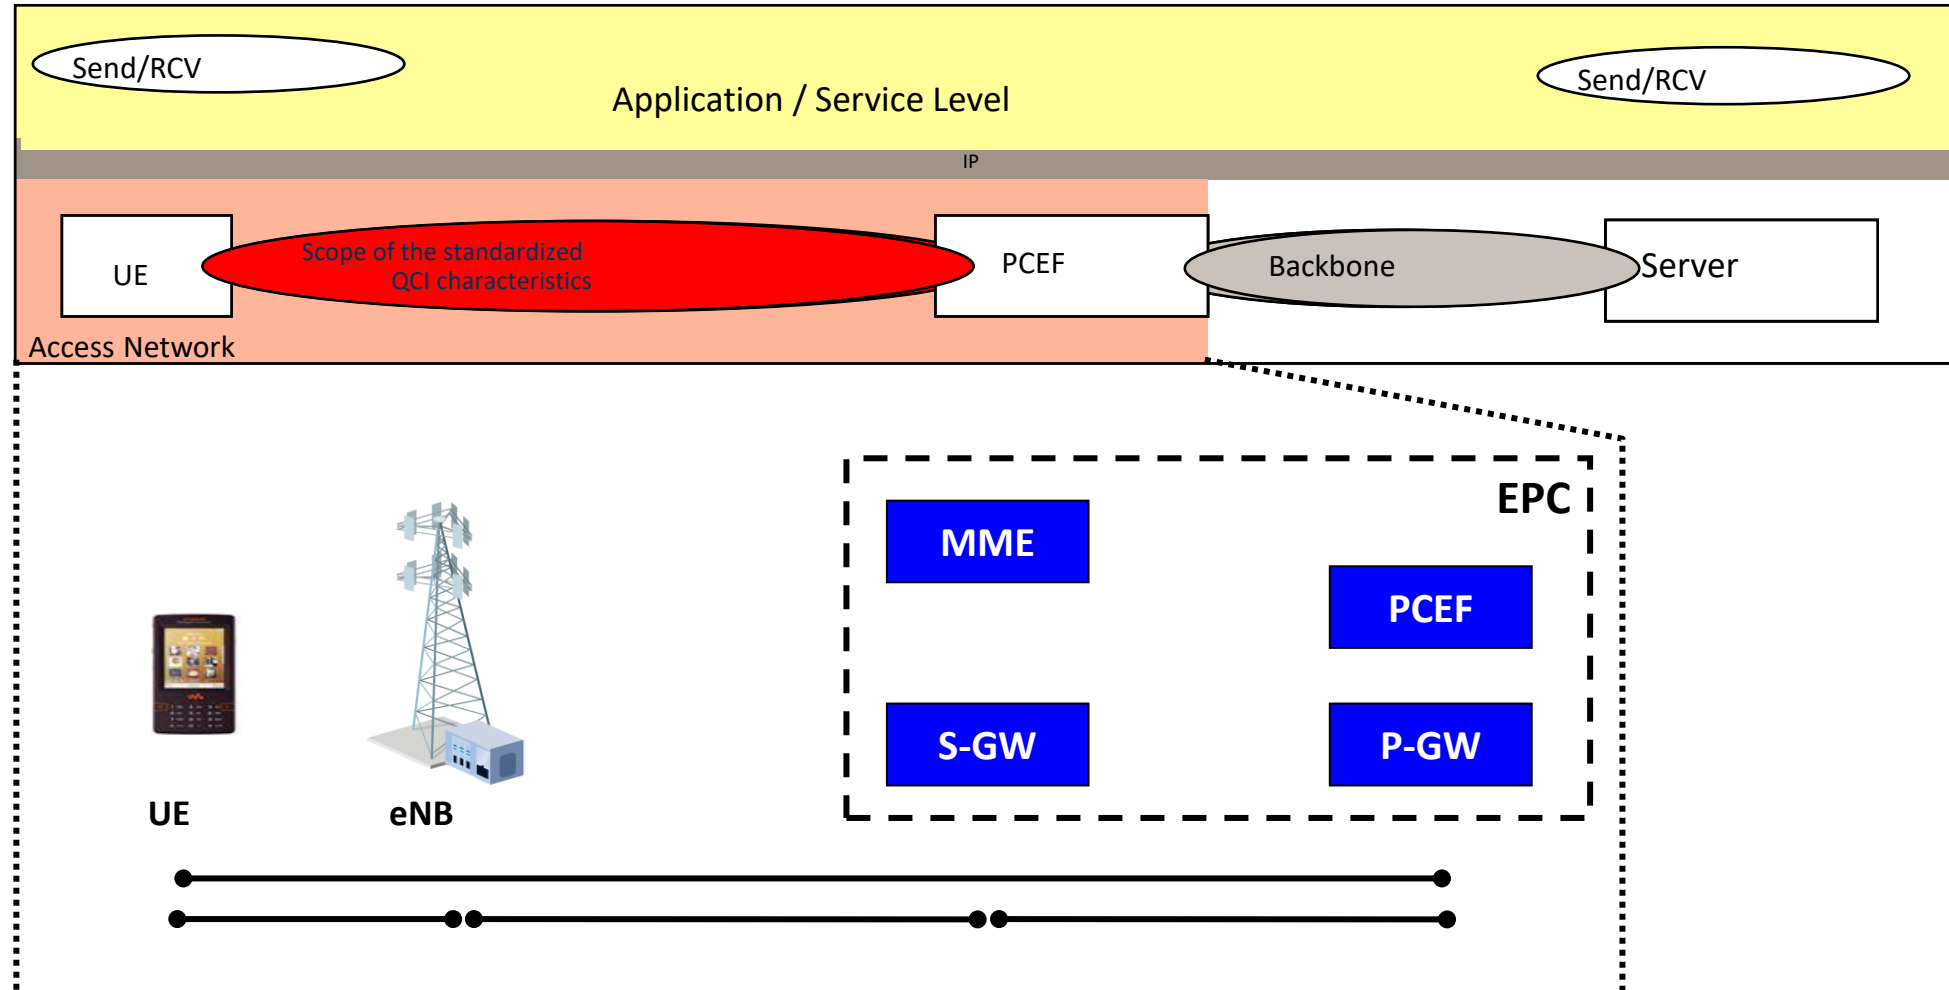 Send/RCV
Send/RCV
Application / Service Level
IP
Scope of the standardized
QCI characteristics
UE
PCEF
Backbone
Server
Access Network
EPC
MME
PCEF
S-GW
P-GW
UE
eNB